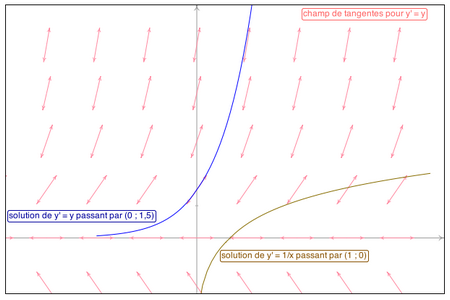 champ de tangentes pour y' = y
solution de y' = y passant par (0 ; 1,5)
solution de y' = 1/x passant par (1 ; 0)